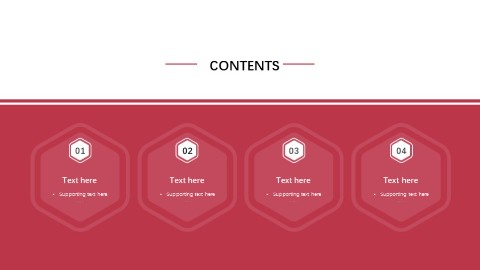 CONTENTS
01
02
03
04
Text here
Text here
Text here
Text here
• Supporting text here
• Supporting text here
• Supporting text here
• Supporting text here